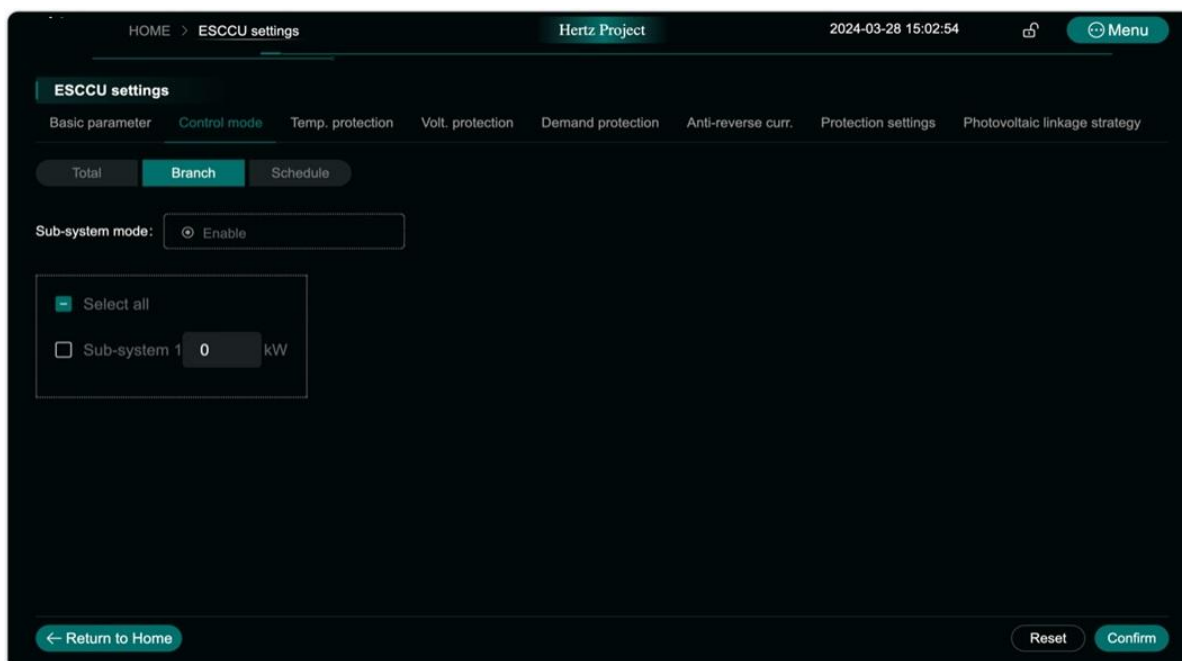 HOME > ESCCU settings Hertz Project 2024-03-28 15:02:54 Menu
ESCCU settings
Basic parameter Control mode Temp. protection Volt. protection Demand protection Anti-reverse curr. Protection settings Photovoltaic linkage strategy
Total Branch Schedule
Sub-system mode: Enable
Select all
Sub-system 1 0 kW
← Return to Home Reset Confirm